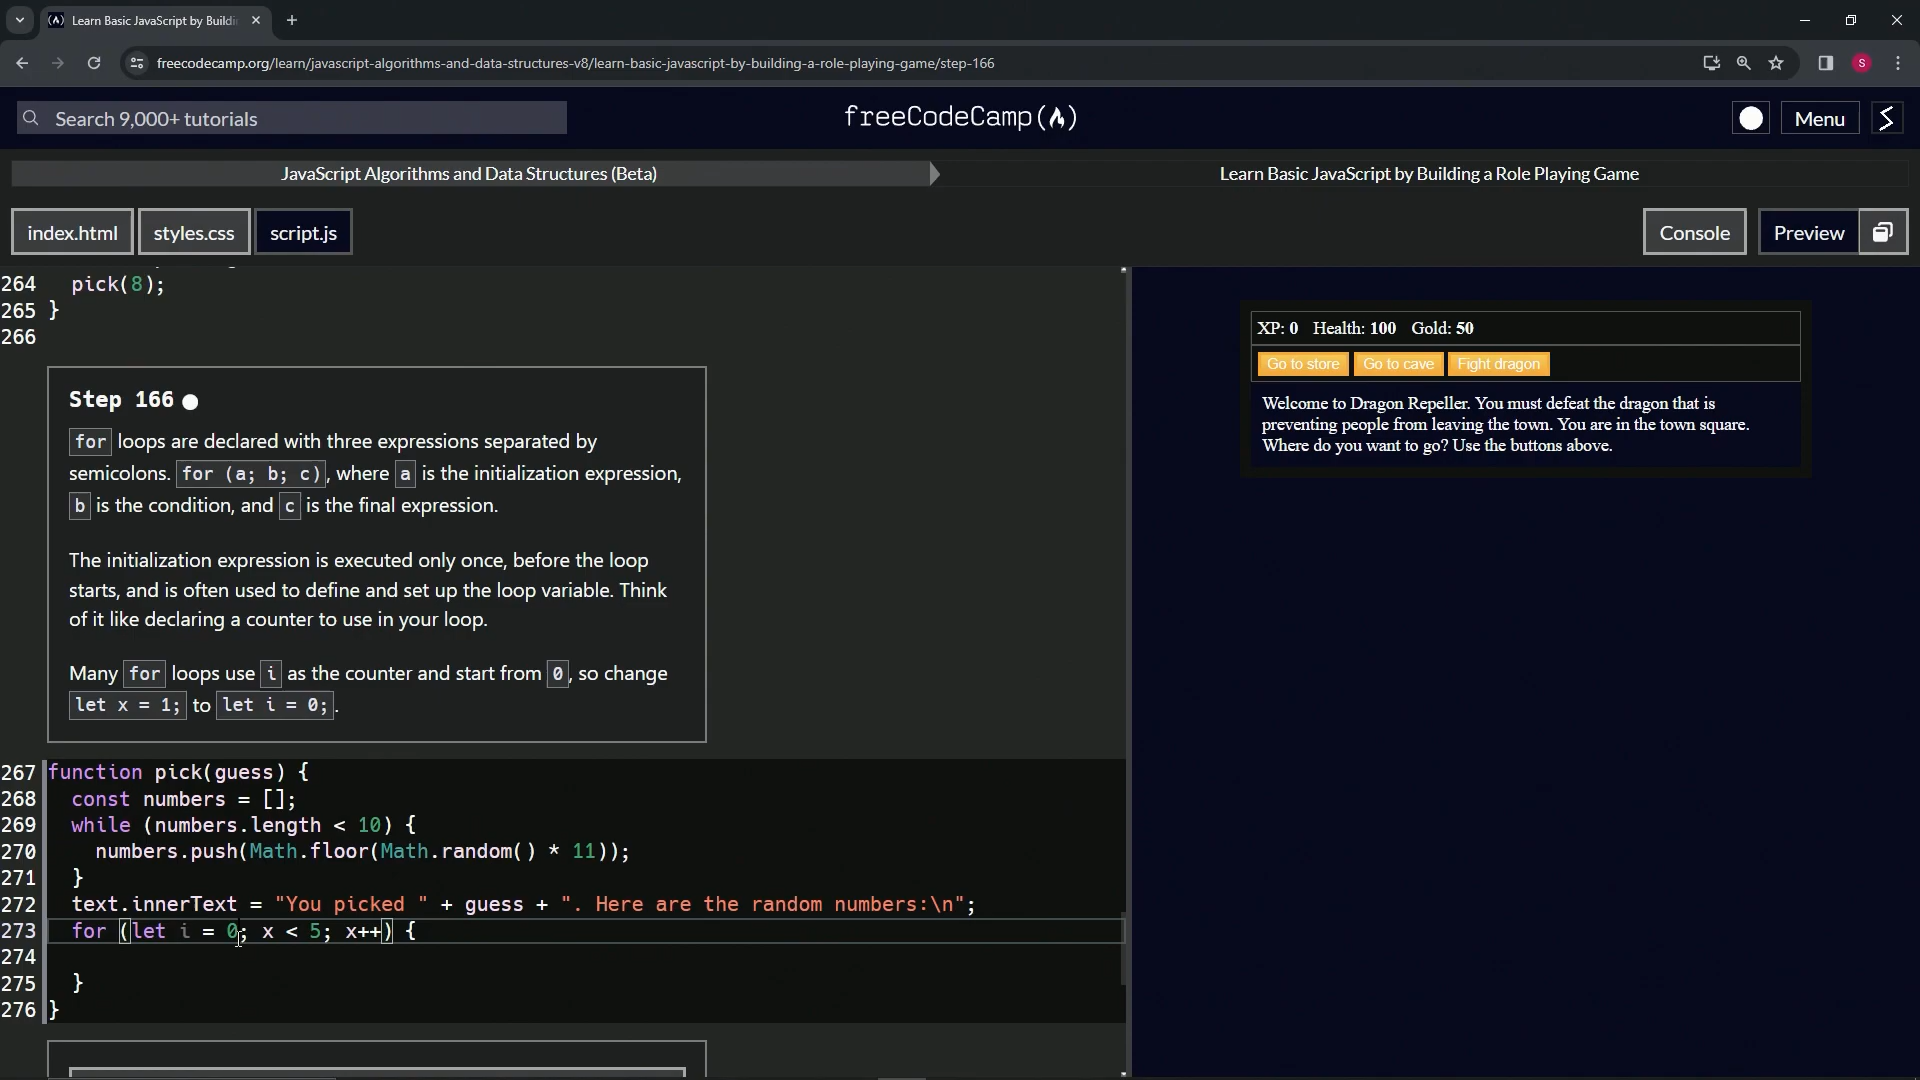 Learn Basic JavaScript by Buildi
freecodecamp.org/learn/javascript-algorithms-and-data-structures-v8/learn-basic-javascript-by-building-a-role-playing-game/step-166
S
Search 9,000+ tutorials
freeCodeCamp(🔥)
Menu
JavaScript Algorithms and Data Structures (Beta)
Learn Basic JavaScript by Building a Role Playing Game
index.html
styles.css
script.js
Console
Preview
264 pick(8);
265 }
266
Step 166
for loops are declared with three expressions separated by
semicolons. for (a; b; c), where a is the initialization expression,
b is the condition, and c is the final expression.
The initialization expression is executed only once, before the loop
starts, and is often used to define and set up the loop variable. Think
of it like declaring a counter to use in your loop.
Many for loops use i as the counter and start from 0, so change
let x = 1; to let i = 0;.
267 function pick(guess) {
268 const numbers = [];
269 while (numbers.length < 10) {
270 numbers.push(Math.floor(Math.random() * 11));
271 }
272 text.innerText = "You picked " + guess + ". Here are the random numbers:\n";
273 for (let i = 0; x < 5; x++) {
274
275 }
276 }
XP: 0 Health: 100 Gold: 50
Go to store Go to cave Fight dragon
Welcome to Dragon Repeller. You must defeat the dragon that is
preventing people from leaving the town. You are in the town square.
Where do you want to go? Use the buttons above.